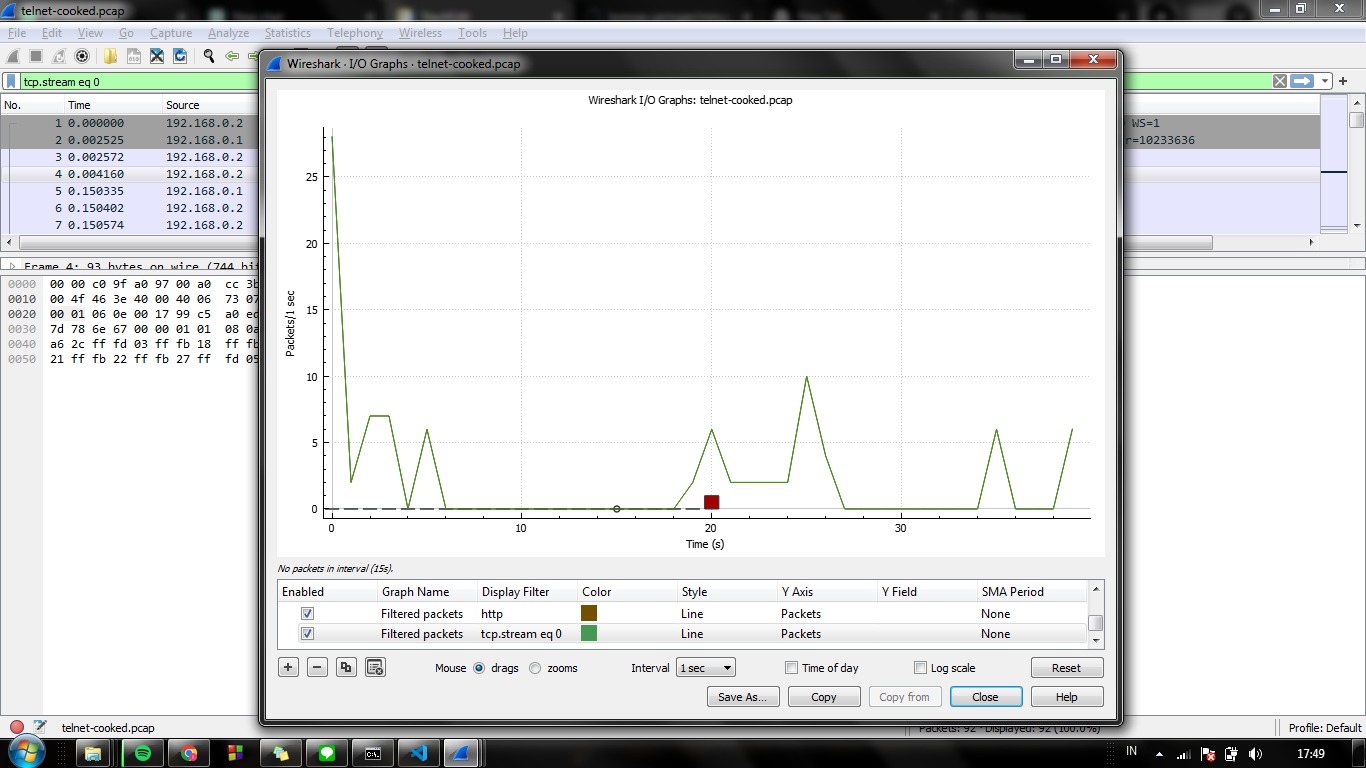 telnet-cooked.pcap
File Edit View Go Capture Analyze Statistics Telephony Wireless Tools Help
tcp.stream eq 0
No. Time Source
1 0.000000 192.168.0.2 WS=1
2 0.002525 192.168.0.1 r=10233636
3 0.002572 192.168.0.2
4 0.004160 192.168.0.2
5 0.150335 192.168.0.1
6 0.150402 192.168.0.2
7 0.150574 192.168.0.2
Frame 4: 93 bytes on wire (744 bit
0000 00 00 c0 9f a0 97 00 a0 cc 3b
0010 00 4f 46 3e 40 00 40 06 73 07
0020 00 01 06 0e 00 17 99 c5 a0 ed
0030 7d 78 6e 67 00 00 01 01 08 0a
0040 a6 2c ff fd 03 ff fb 18 ff fb
0050 21 ff fb 22 ff fb 27 ff fd 05
Wireshark · I/O Graphs · telnet-cooked.pcap
Wireshark I/O Graphs: telnet-cooked.pcap
Packets/1 sec
25
20
15
10
5
0
0 10 20 30
Time (s)
No packets in interval (15s).
Enabled Graph Name Display Filter Color Style Y Axis Y Field SMA Period
Filtered packets http Line Packets None
Filtered packets tcp.stream eq 0 Line Packets None
Mouse drags zooms Interval 1 sec Time of day Log scale Reset
Save As... Copy Copy from Close Help
telnet-cooked.pcap Packets: 92 · Displayed: 92 (100.0%) Profile: Default
IN 17:49